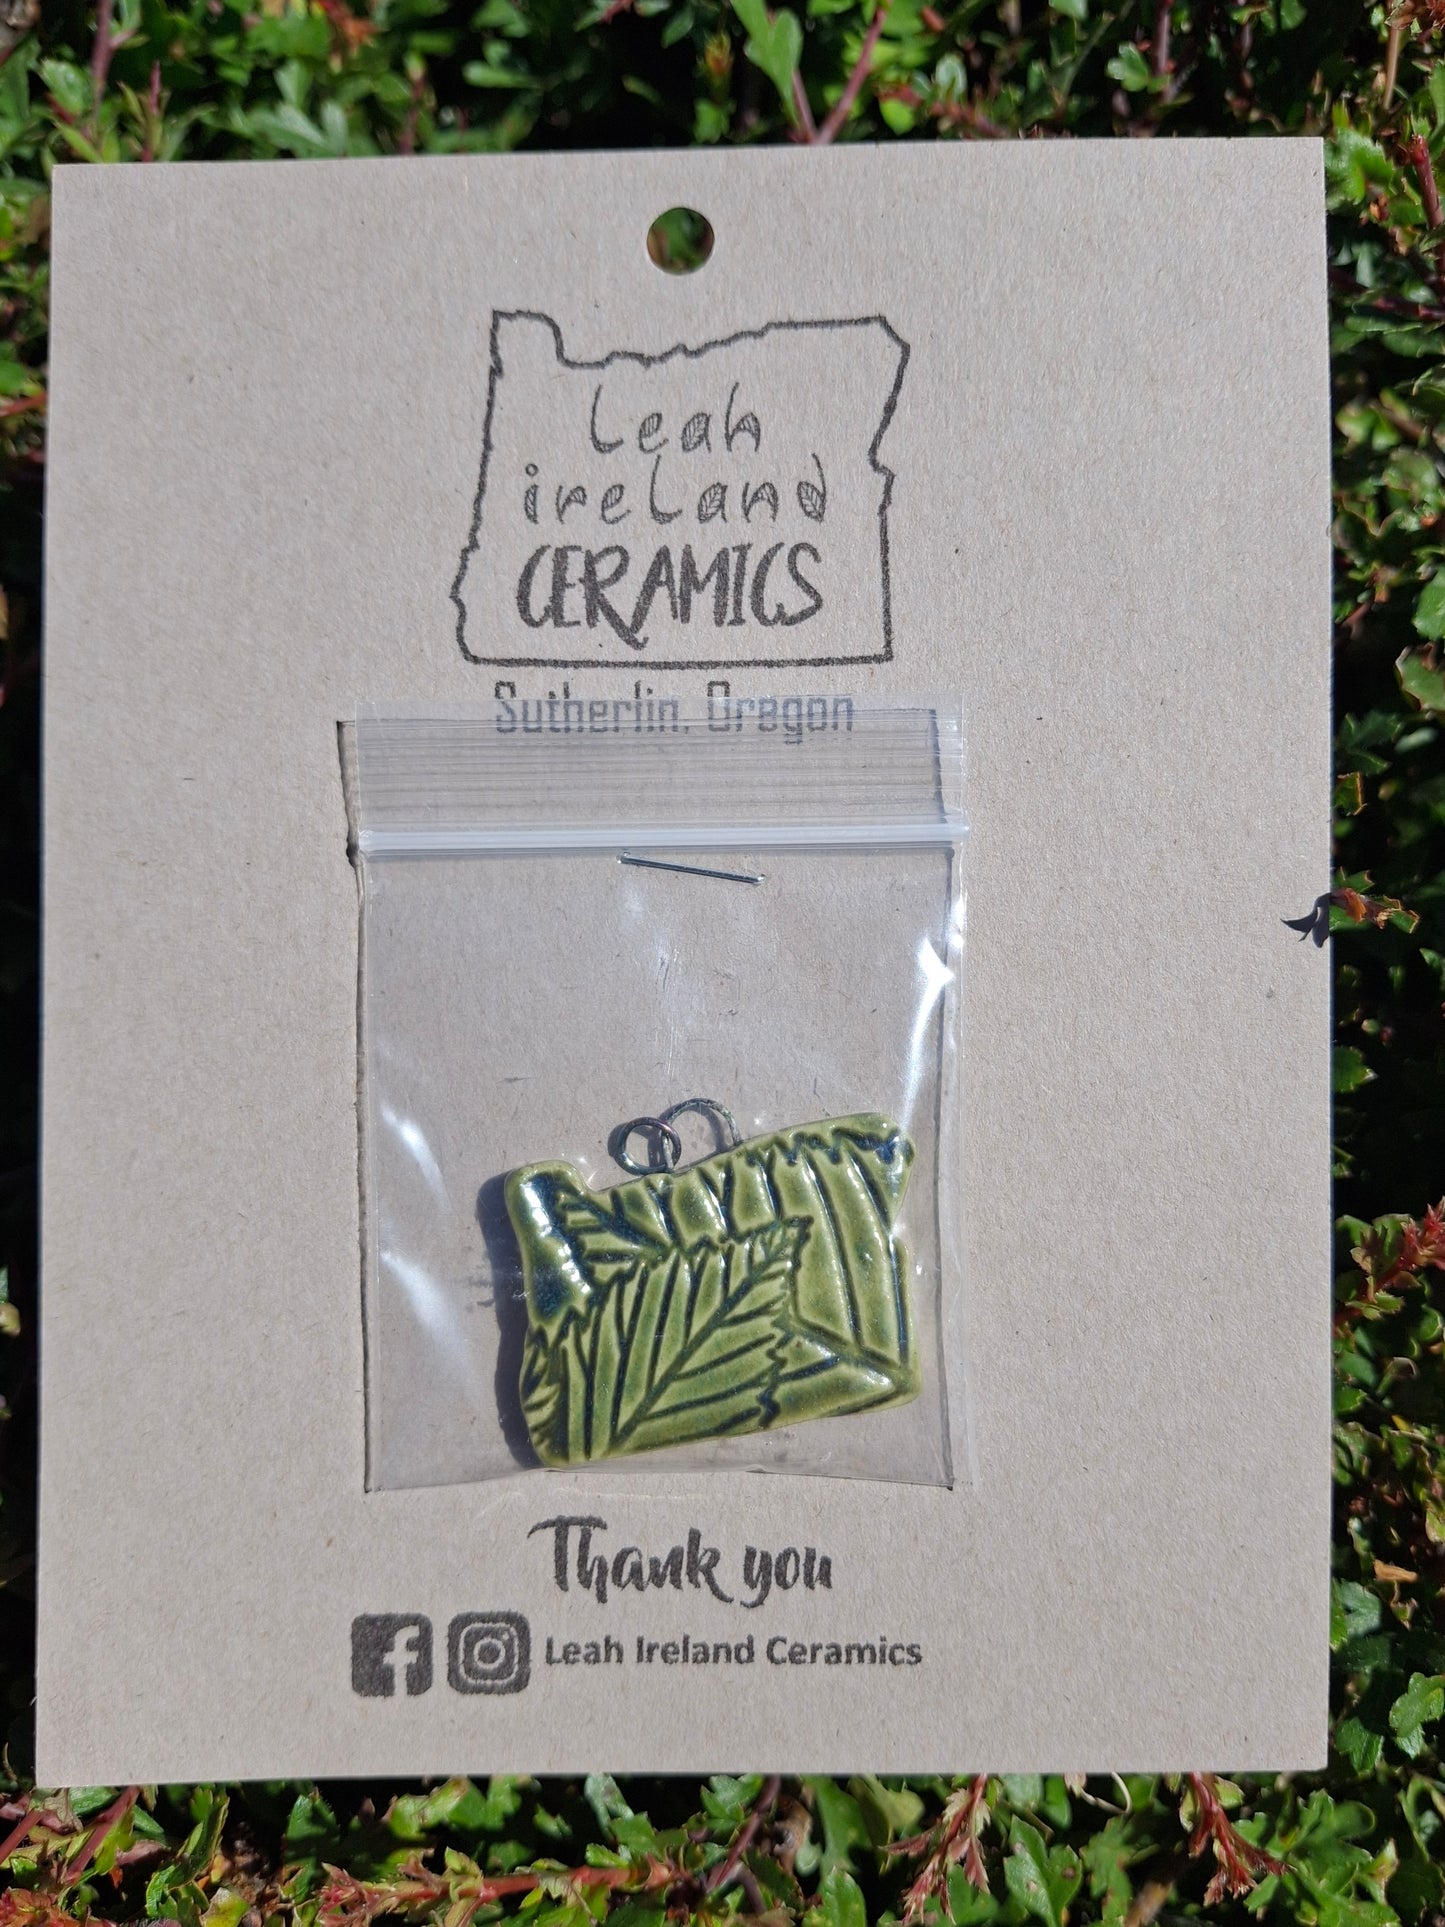 Leah
ireland
CERAMICS
Sutherlin, Oregon
Thank you
Leah Ireland Ceramics